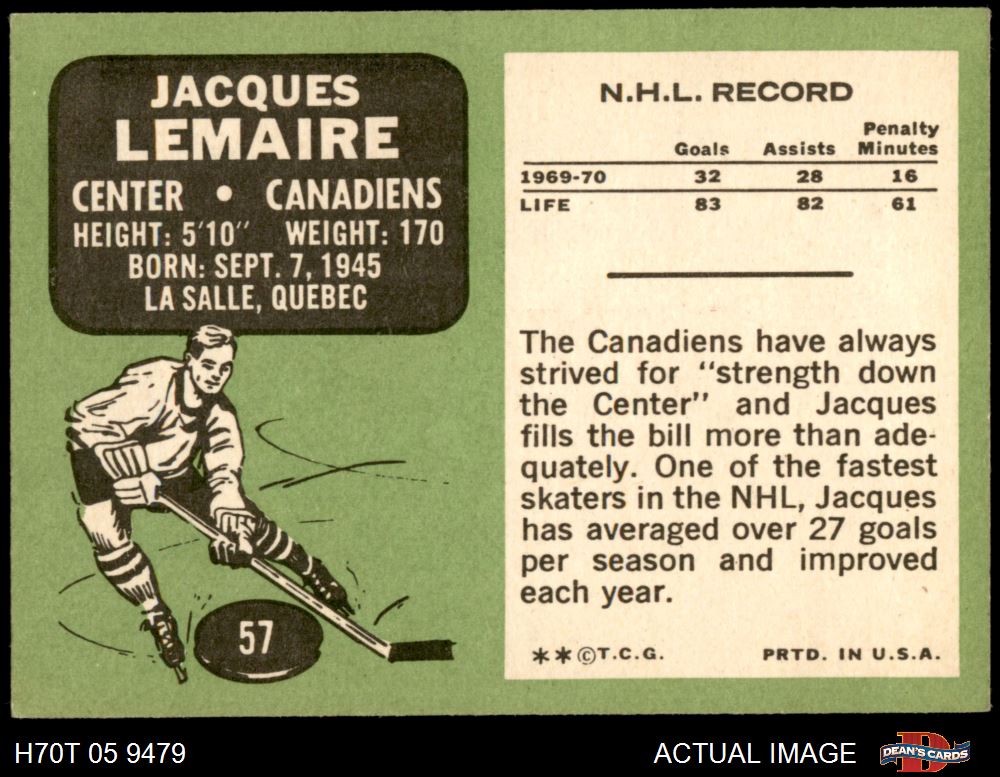 JACQUES
LEMAIRE
CENTER • CANADIENS
HEIGHT: 5'10" WEIGHT: 170
BORN: SEPT. 7, 1945
LA SALLE, QUEBEC
57
N.H.L. RECORD
Goals Assists Penalty Minutes
1969-70 32 28 16
LIFE 83 82 61
The Canadiens have always
strived for "strength down
the Center" and Jacques
fills the bill more than ade-
quately. One of the fastest
skaters in the NHL, Jacques
has averaged over 27 goals
per season and improved
each year.
**©T.C.G. PRTD. IN U.S.A.
H70T 05 9479 ACTUAL IMAGE DEAN'S CARDS